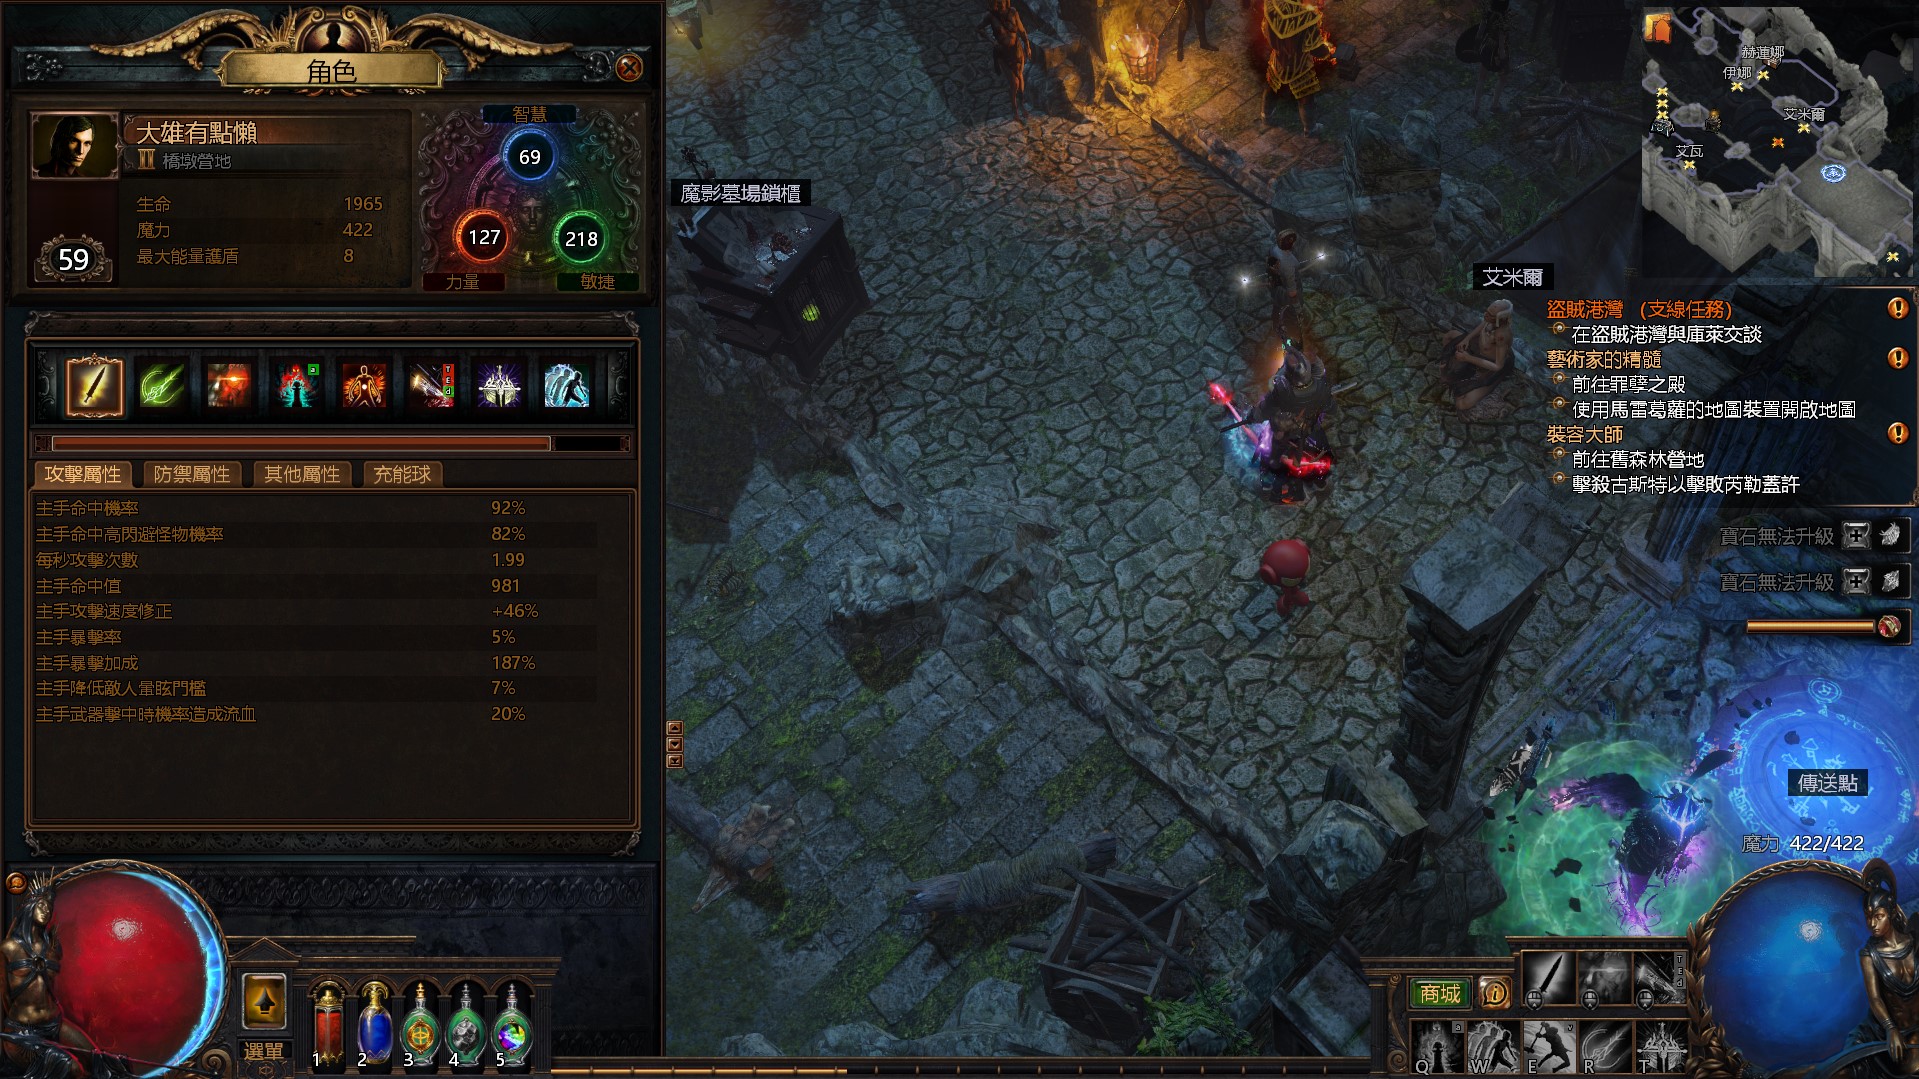 角色
大雄有點懶
III 橋墩營地
智慧
69
127
218
力量
敏捷
生命 1965
魔力 422
最大能量護盾 8
59
攻擊屬性 防禦屬性 其他屬性 充能球
主手命中機率 92%
主手命中高閃避怪物機率 82%
每秒攻擊次數 1.99
主手命中值 981
主手攻擊速度修正 +46%
主手暴擊率 5%
主手暴擊加成 187%
主手降低敵人暈眩門檻 7%
主手武器擊中時機率造成流血 20%
選單
1 2 3 4 5
魔影墓場鎖櫃
艾米爾
赫蓮娜
伊娜
艾米爾
艾瓦
盜賊港灣 (支線任務)
在盜賊港灣與庫萊交談
藝術家的精髓
前往罪孽之殿
使用馬雷葛蘿的地圖裝置開啟地圖
裝容大師
前往舊森林營地
擊殺古斯特以擊敗芮勒蓋許
寶石無法升級
寶石無法升級
傳送點
魔力 422/422
商城
Q W E R T